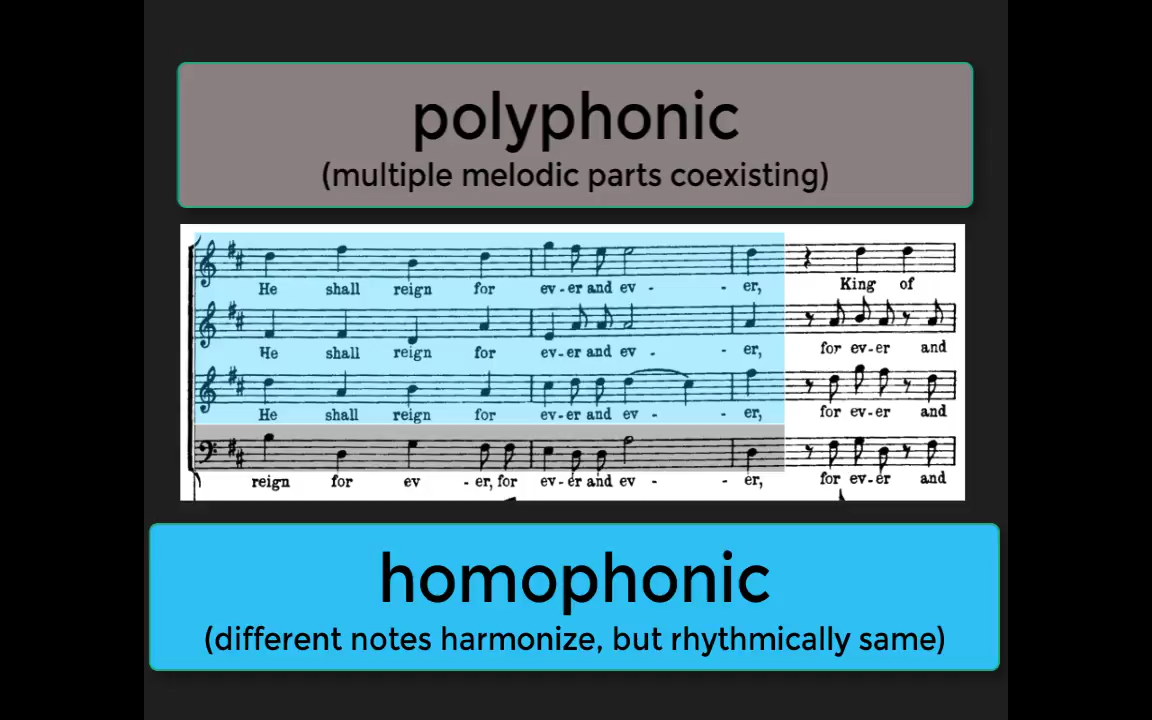 polyphonic
(multiple melodic parts coexisting)
He shall reign for ev-er and ev - - er, King of
He shall reign for ev-er and ev - - er, for ev-er and
He shall reign for ev-er and ev - - er, for ev-er and
reign for ev - er, for ev-er and ev - - er, for ev-er and
homophonic
(different notes harmonize, but rhythmically same)